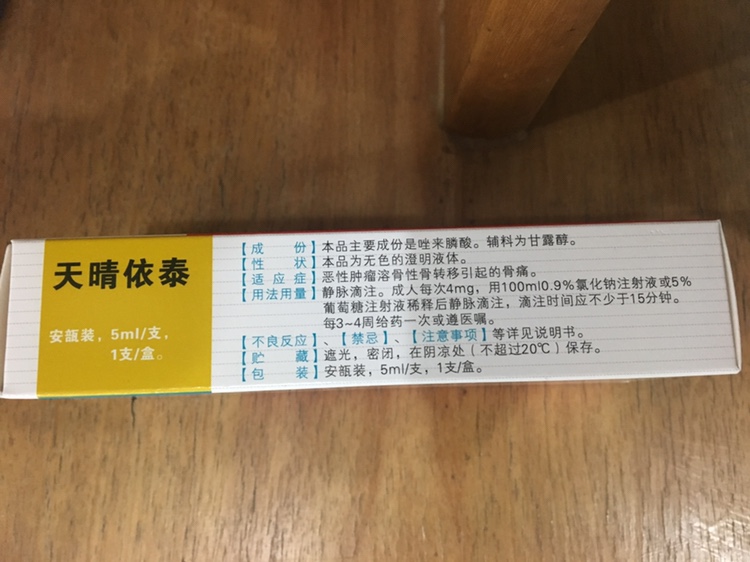 天晴依泰
安瓿装，5ml/支，
1支/盒。
【成份】本品主要成份是唑来膦酸。辅料为甘露醇。
【性状】本品为无色的澄明液体。
【适应症】恶性肿瘤溶骨性骨转移引起的骨痛。
【用法用量】静脉滴注。成人每次4mg，用100ml0.9%氯化钠注射液或5%
葡萄糖注射液稀释后静脉滴注，滴注时间应不少于15分钟。
每3~4周给药一次或遵医嘱。
【不良反应】、【禁忌】、【注意事项】等详见说明书。
【贮藏】遮光，密闭，在阴凉处（不超过20℃）保存。
【包装】安瓿装，5ml/支，1支/盒。